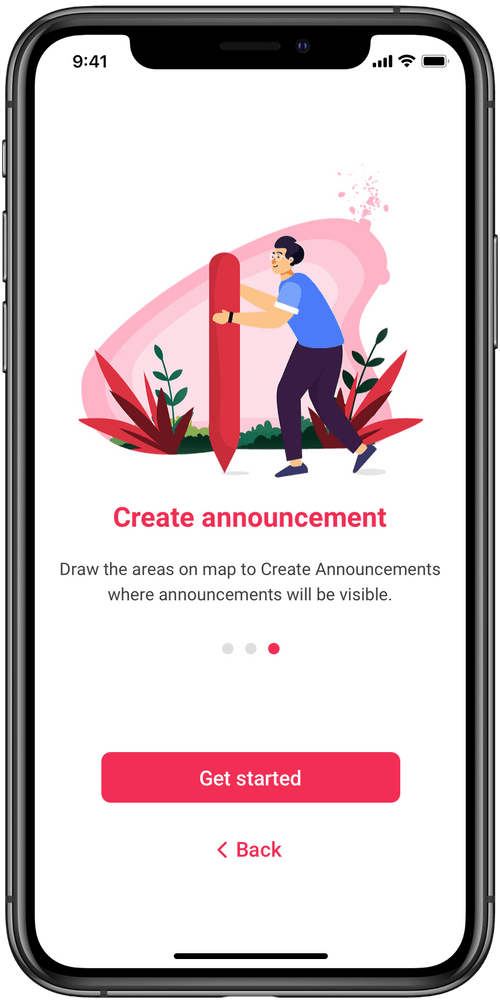 9:41
Create announcement
Draw the areas on map to Create Announcements
where announcements will be visible.
Get started
Back